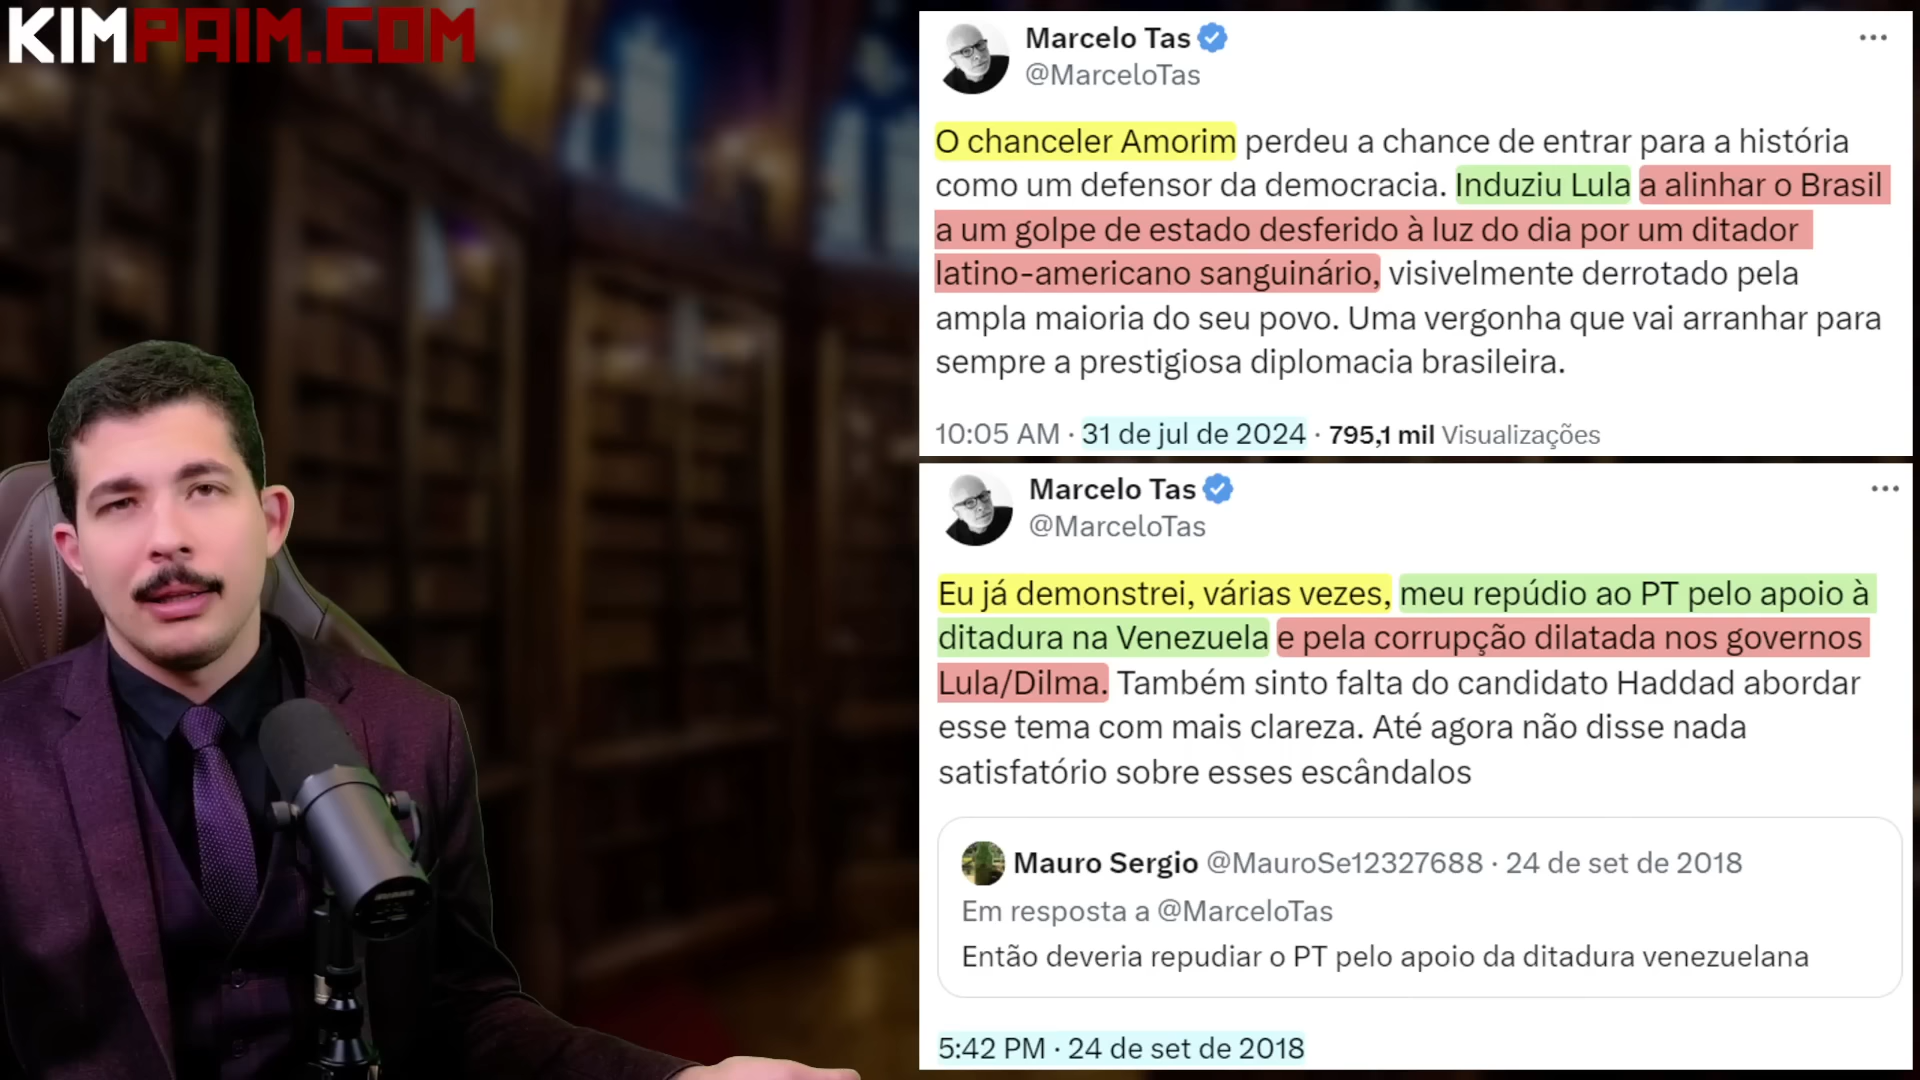 KIMPAIM.COM
Marcelo Tas
@MarceloTas
O chanceler Amorim perdeu a chance de entrar para a história
como um defensor da democracia. Induziu Lula a alinhar o Brasil
a um golpe de estado desferido à luz do dia por um ditador
latino-americano sanguinário, visivelmente derrotado pela
ampla maioria do seu povo. Uma vergonha que vai arranhar para
sempre a prestigiosa diplomacia brasileira.
10:05 AM · 31 de jul de 2024 · 795,1 mil Visualizações
Marcelo Tas
@MarceloTas
Eu já demonstrei, várias vezes, meu repúdio ao PT pelo apoio à
ditadura na Venezuela e pela corrupção dilatada nos governos
Lula/Dilma. Também sinto falta do candidato Haddad abordar
esse tema com mais clareza. Até agora não disse nada
satisfatório sobre esses escândalos
Mauro Sergio @MauroSe12327688 · 24 de set de 2018
Em resposta a @MarceloTas
Então deveria repudiar o PT pelo apoio da ditadura venezuelana
5:42 PM · 24 de set de 2018